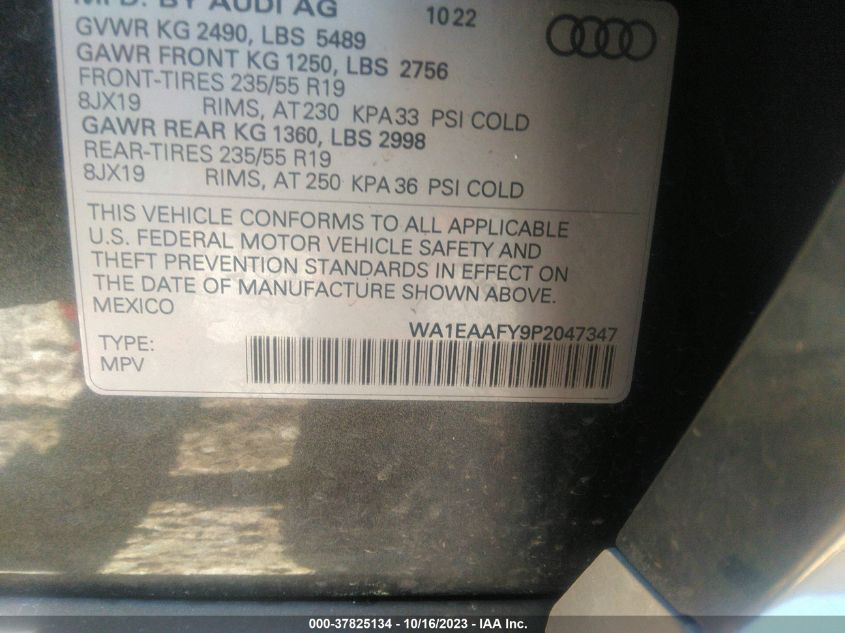 MFD. BY AUDI AG 10 22
GVWR KG 2490, LBS 5489
GAWR FRONT KG 1250, LBS 2756
FRONT-TIRES 235/55 R19
8JX19 RIMS, AT 230 KPA 33 PSI COLD
GAWR REAR KG 1360, LBS 2998
REAR-TIRES 235/55 R19
8JX19 RIMS, AT 250 KPA 36 PSI COLD
THIS VEHICLE CONFORMS TO ALL APPLICABLE
U.S. FEDERAL MOTOR VEHICLE SAFETY AND
THEFT PREVENTION STANDARDS IN EFFECT ON
THE DATE OF MANUFACTURE SHOWN ABOVE.
MEXICO
WA1EAAFY9P2047347
TYPE:
MPV
000-37825134 - 10/16/2023 - IAA Inc.